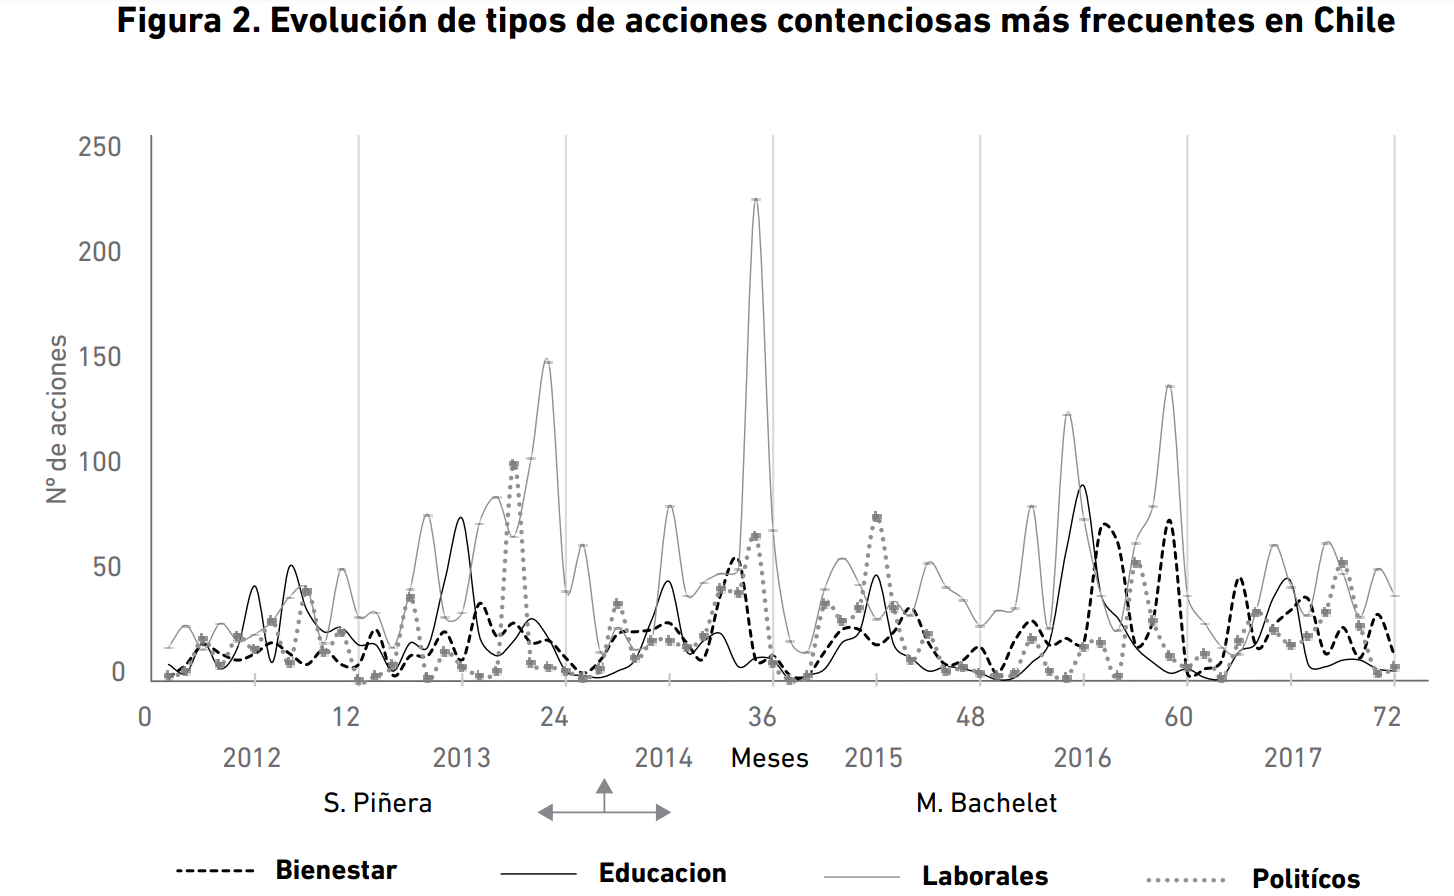 Figura 2. Evolución de tipos de acciones contenciosas más frecuentes en Chile
250
200
150
100
50
0
N° de acciones
0 12 24 36 48 60 72
2012 2013 2014 Meses 2015 2016 2017
S. Piñera M. Bachelet
Bienestar Educacion Laborales Politícos